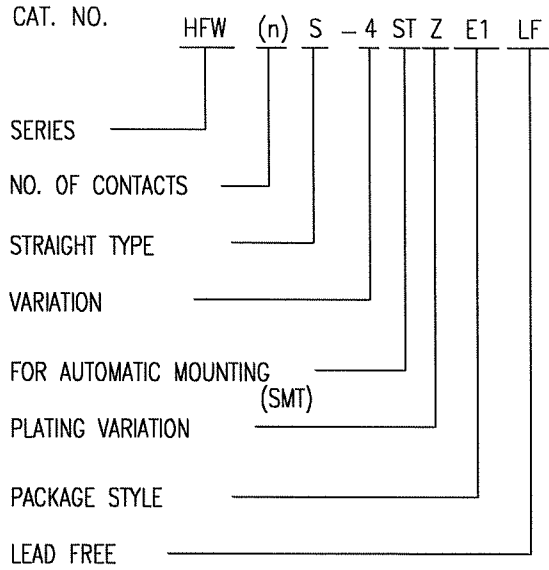 CAT. NO.
HFW (n) S - 4 ST Z E1 LF
SERIES
NO. OF CONTACTS
STRAIGHT TYPE
VARIATION
FOR AUTOMATIC MOUNTING
(SMT)
PLATING VARIATION
PACKAGE STYLE
LEAD FREE